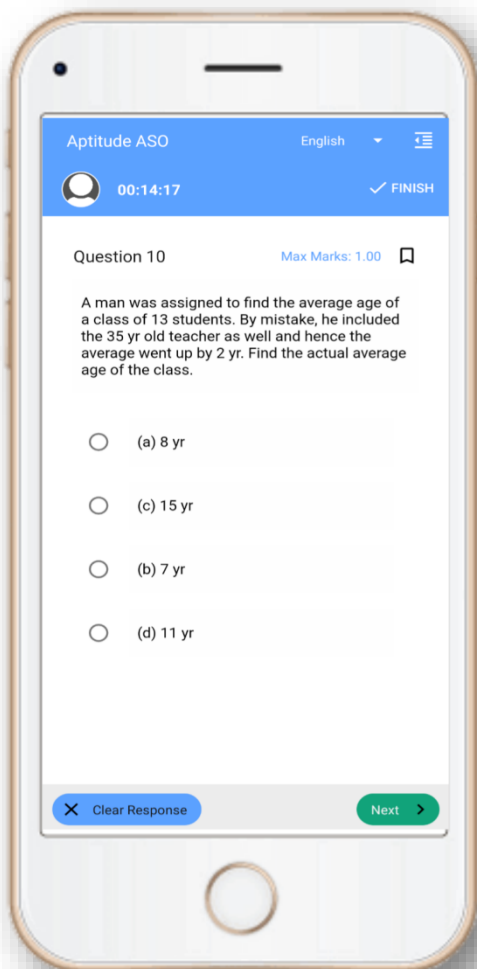 Aptitude ASO English
00:14:17 FINISH
Question 10 Max Marks: 1.00
A man was assigned to find the average age of
a class of 13 students. By mistake, he included
the 35 yr old teacher as well and hence the
average went up by 2 yr. Find the actual average
age of the class.
(a) 8 yr
(c) 15 yr
(b) 7 yr
(d) 11 yr
Clear Response Next